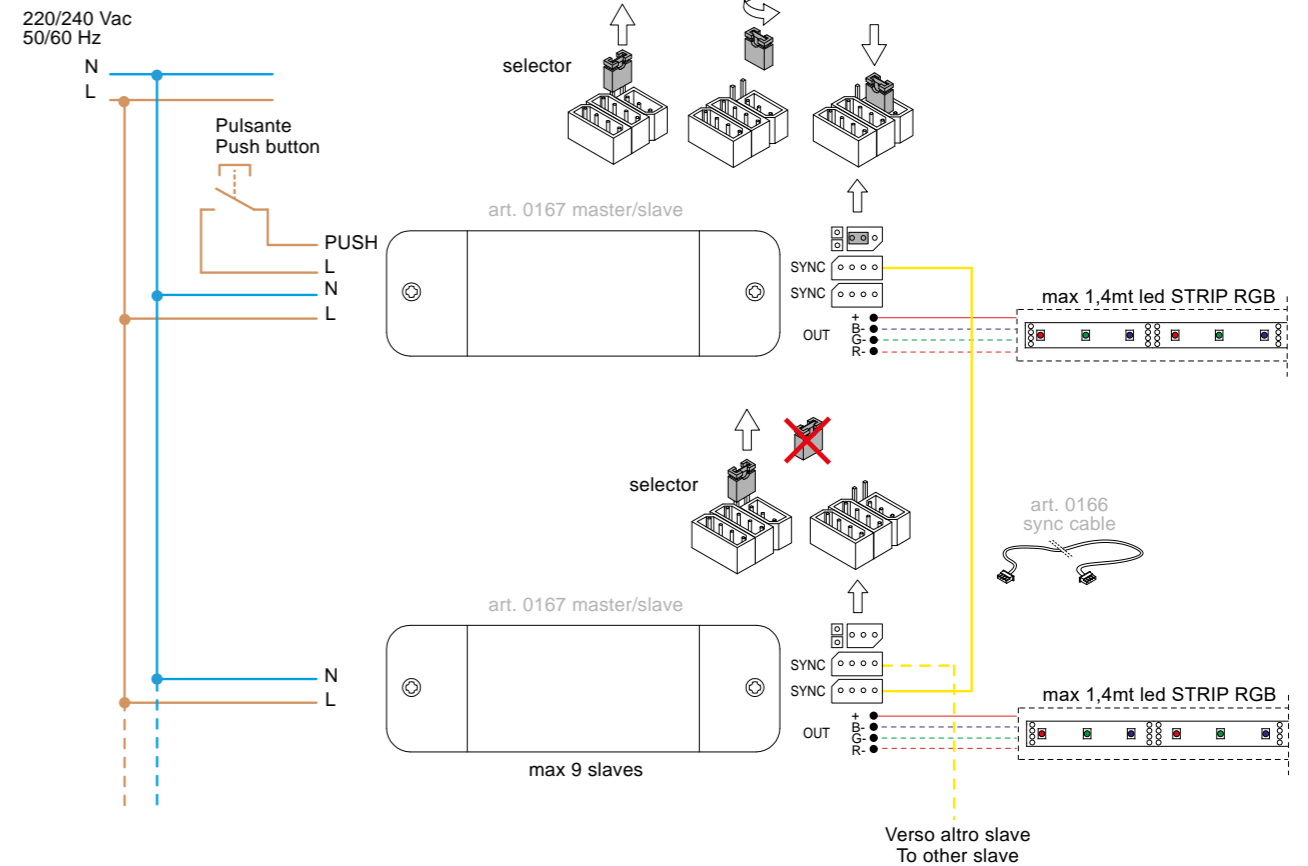 220/240 Vac
50/60 Hz
N
L
selector
Pulsante
Push button
art. 0167 master/slave
PUSH
L
N
L
SYNC
SYNC
OUT
+
B-
G-
R-
max 1,4mt led STRIP RGB
selector
art. 0166
sync cable
art. 0167 master/slave
N
L
SYNC
SYNC
OUT
+
B-
G-
R-
max 1,4mt led STRIP RGB
max 9 slaves
Verso altro slave
To other slave